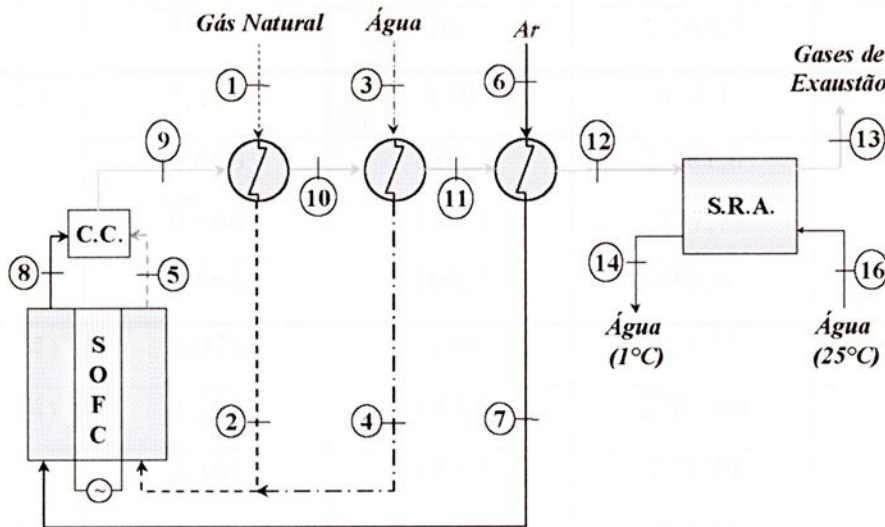 Gás Natural
Água
Ar
Gases de
Exaustão
1
3
6
9
10
11
12
13
C.C.
S.R.A.
8
5
14
16
Água
(1°C)
Água
(25°C)
S
O
F
C
2
4
7
~